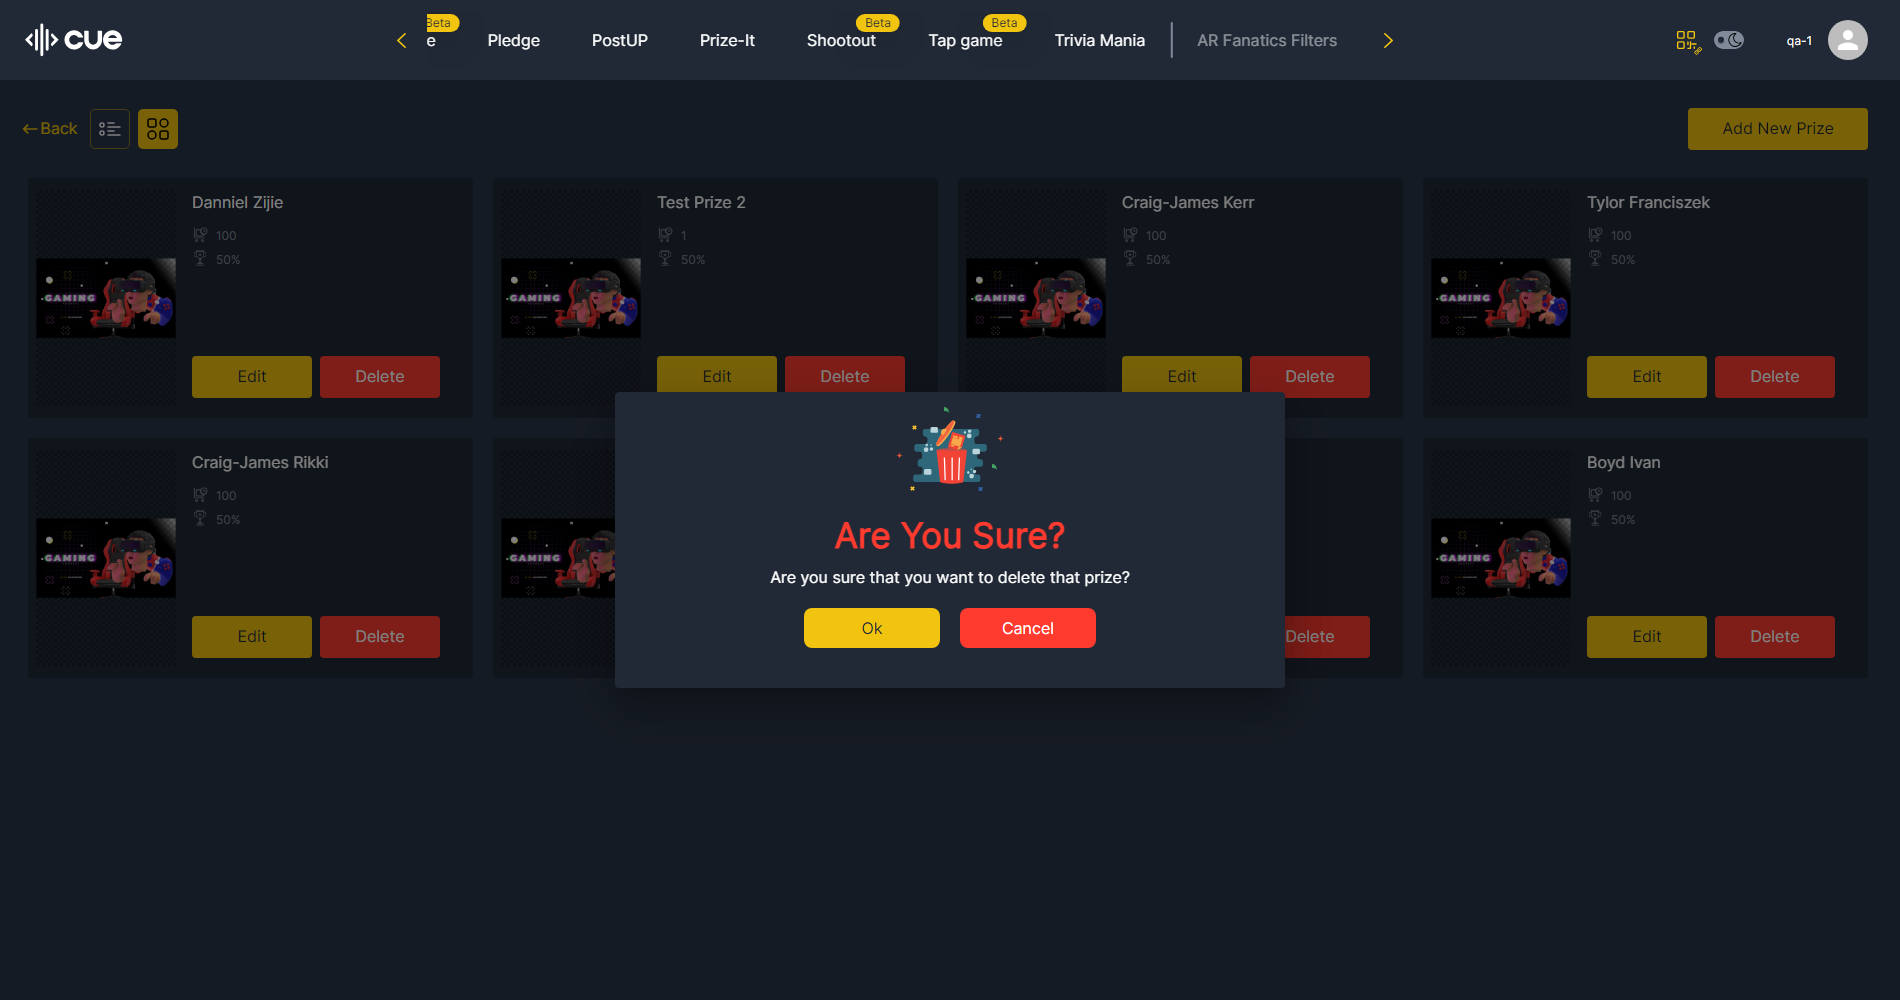 cue
Beta
e
Pledge
PostUP
Prize-It
Beta
Shootout
Beta
Tap game
Trivia Mania
AR Fanatics Filters
qa-1
Back
Add New Prize
Danniel Zijie
100
50%
GAMING
Edit
Delete
Test Prize 2
1
50%
GAMING
Edit
Delete
Craig-James Kerr
100
50%
GAMING
Edit
Delete
Tylor Franciszek
100
50%
GAMING
Edit
Delete
Craig-James Rikki
100
50%
GAMING
Edit
Delete
GAMING
Delete
Boyd Ivan
100
50%
GAMING
Edit
Delete
Are You Sure?
Are you sure that you want to delete that prize?
Ok
Cancel